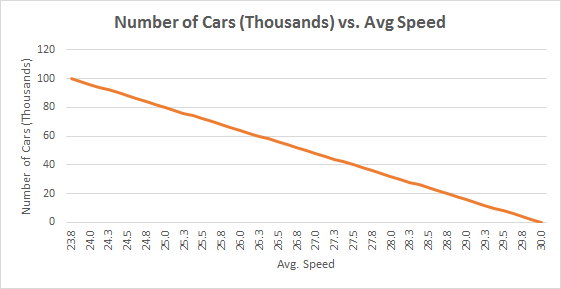 Number of Cars (Thousands) vs. Avg Speed
Number of Cars (Thousands)
120
100
80
60
40
20
0
23.8 24.0 24.3 24.5 24.8 25.0 25.3 25.5 25.8 26.0 26.3 26.5 26.8 27.0 27.3 27.5 27.8 28.0 28.3 28.5 28.8 29.0 29.3 29.5 29.8 30.0
Avg. Speed